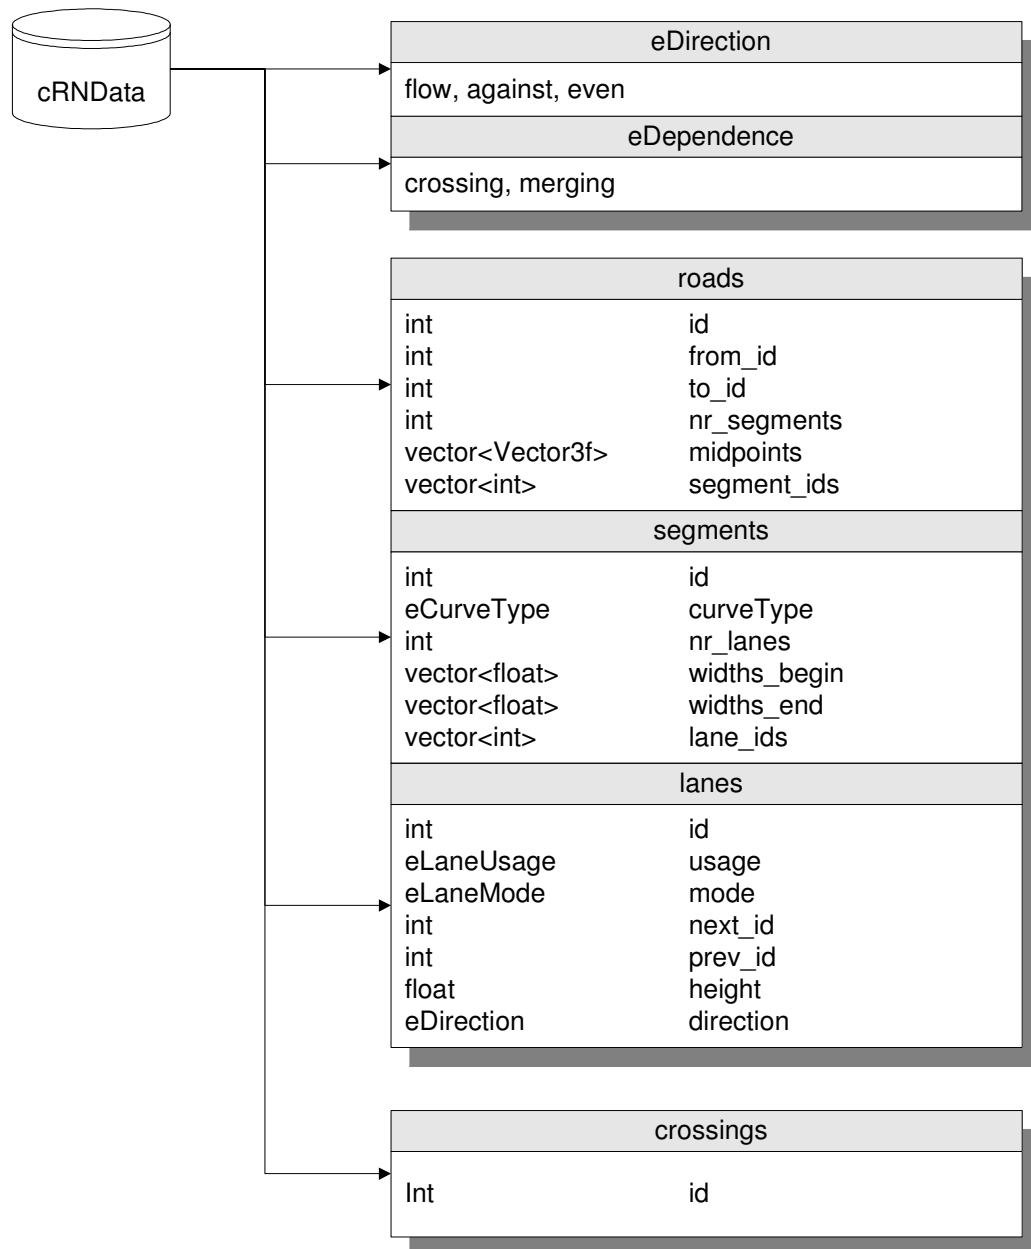 cRNData
eDirection
flow, against, even
eDependence
crossing, merging
roads
int id
int from_id
int to_id
int nr_segments
vector<Vector3f> midpoints
vector<int> segment_ids
segments
int id
eCurveType curveType
int nr_lanes
vector<float> widths_begin
vector<float> widths_end
vector<int> lane_ids
lanes
int id
eLaneUsage usage
eLaneMode mode
int next_id
int prev_id
float height
eDirection direction
crossings
Int id